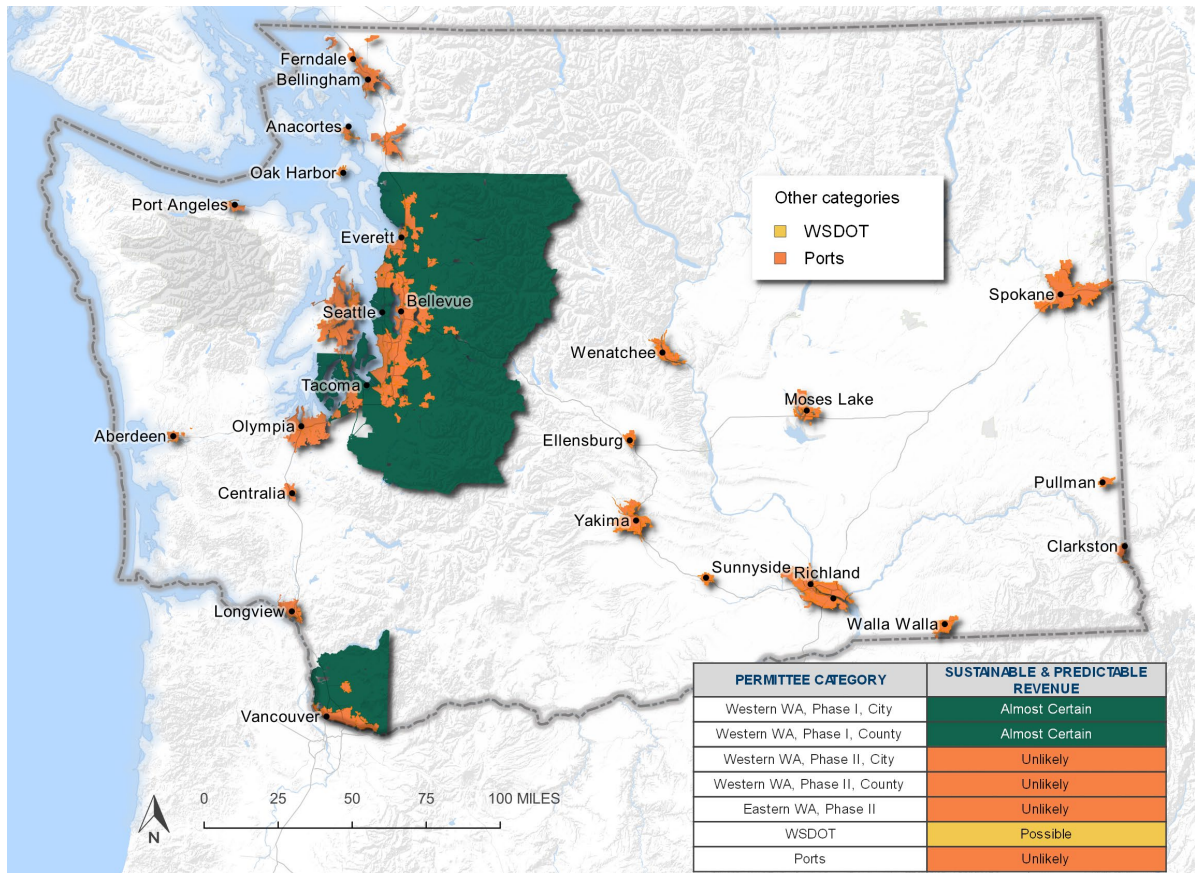 Ferndale
Bellingham
Anacortes
Oak Harbor
Port Angeles
Everett
Seattle
Bellevue
Tacoma
Olympia
Aberdeen
Centralia
Longview
Vancouver
Other categories
WSDOT
Ports
Spokane
Wenatchee
Moses Lake
Ellensburg
Pullman
Yakima
Clarkston
Sunnyside
Richland
Walla Walla
0 25 50 75 100 MILES
N
PERMITTEE CATEGORY SUSTAINABLE & PREDICTABLE
REVENUE
Western WA, Phase I, City Almost Certain
Western WA, Phase I, County Almost Certain
Western WA, Phase II, City Unlikely
Western WA, Phase II, County Unlikely
Eastern WA, Phase II Unlikely
WSDOT Possible
Ports Unlikely